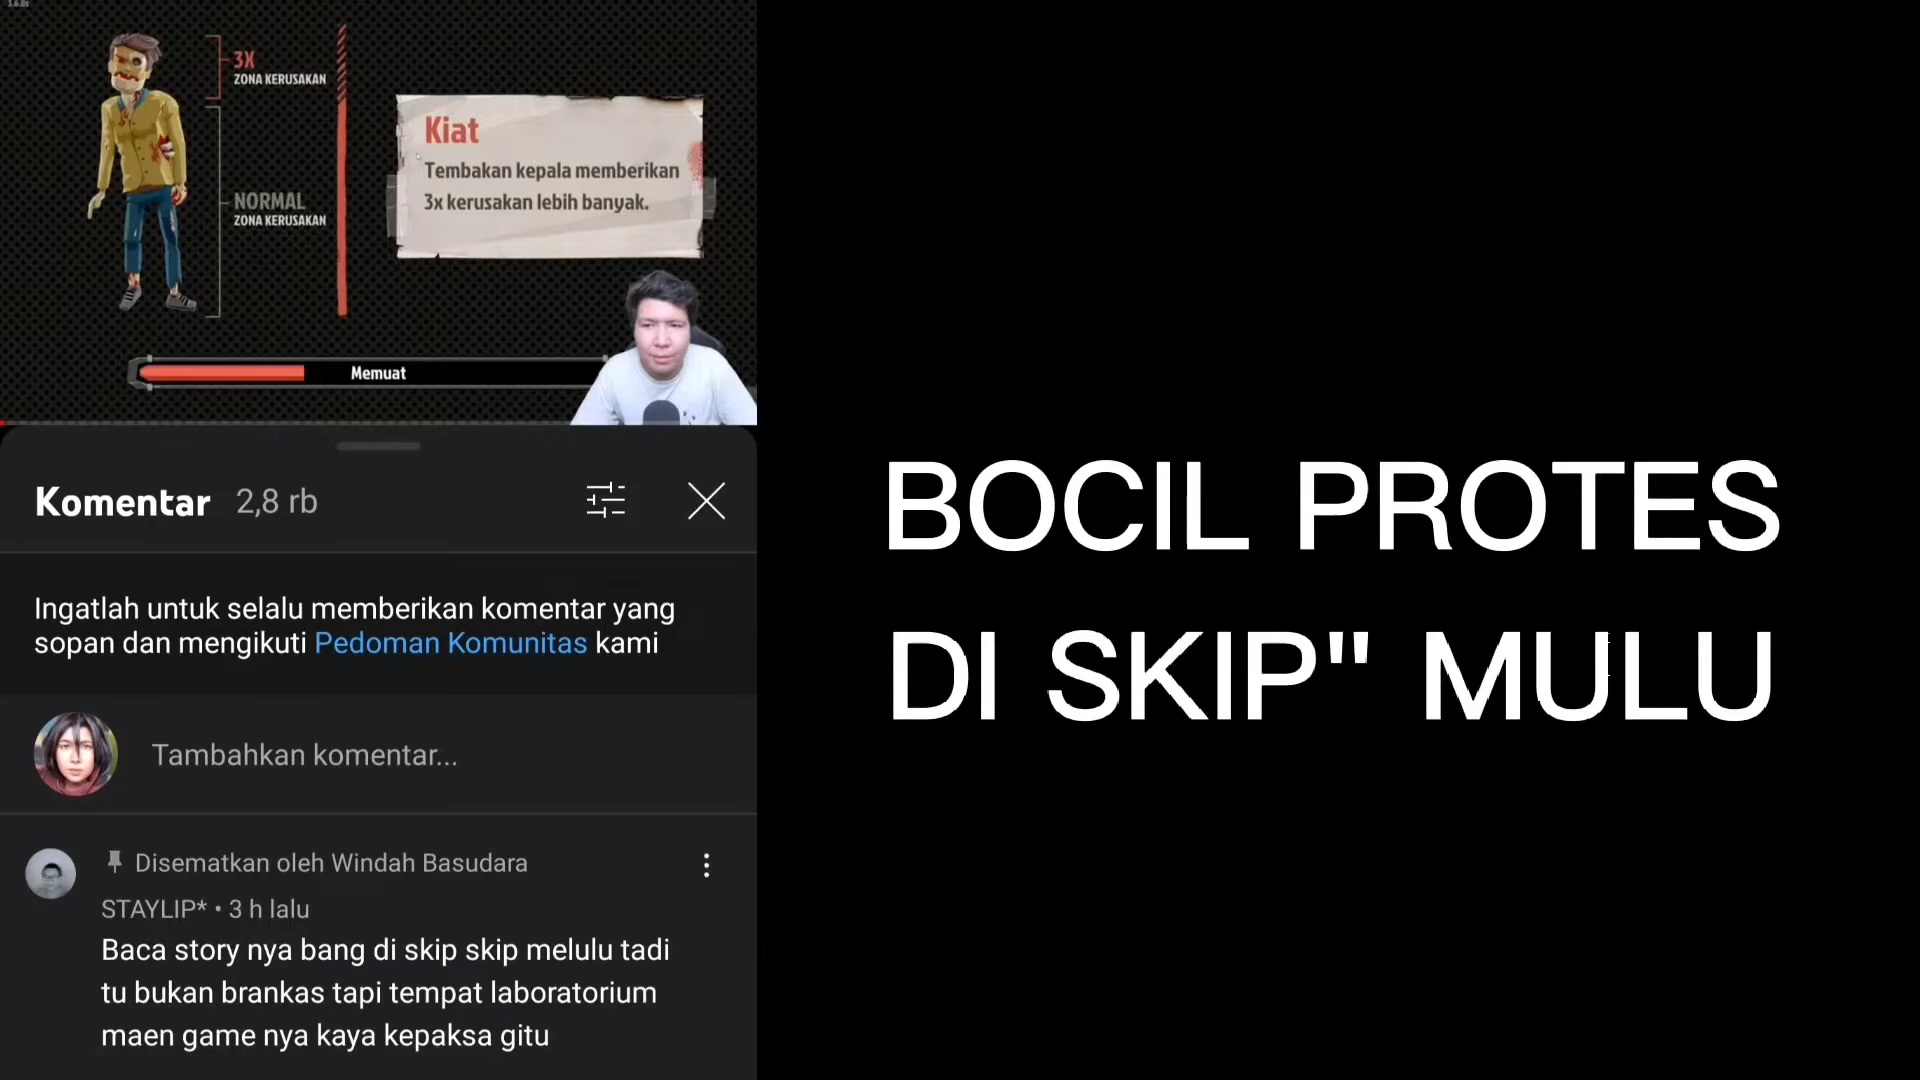 3X
ZONA KERUSAKAN
NORMAL
ZONA KERUSAKAN
Kiat
Tembakan kepala memberikan
3x kerusakan lebih banyak.
Memuat
Komentar 2,8 rb
Ingatlah untuk selalu memberikan komentar yang
sopan dan mengikuti Pedoman Komunitas kami
Tambahkan komentar...
Disematkan oleh Windah Basudara
STAYLIP* • 3 h lalu
Baca story nya bang di skip skip melulu tadi
tu bukan brankas tapi tempat laboratorium
maen game nya kaya kepaksa gitu
BOCIL PROTES
DI SKIP" MULU